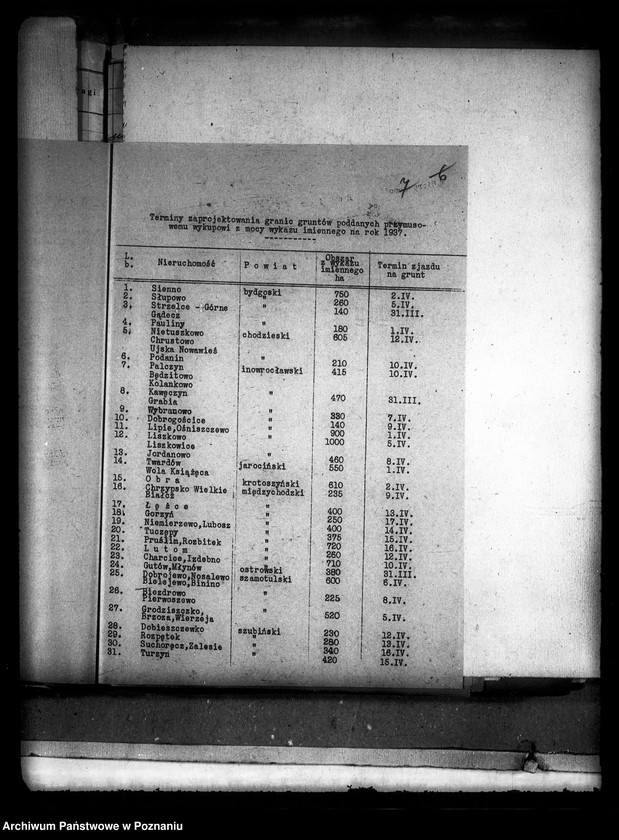 agi
7 6
Terminy zaprojektowania granic gruntów poddanych przymuso-
wemu wykupowi z mocy wykazu imiennego na rok 1937.
L. b. Nieruchomość P o w i a t Obszar z wykazu imiennego ha Termin zjazdu na grunt
1. Sienno bydgoski 750 2.IV.
2. Słupowo " 260 5.IV.
3. Strzelce - Górne " 140 31.III.
Gądecz
4. Pauliny " 180 1.IV.
5. Nietuszkowo chodzieski 605 12.IV.
Chrustowo
Ujska Nowawieś
6. Podanin " 210 10.IV.
7. Palczyn inowrocławski 415 10.IV.
Będzitowo
Kolankowo
8. Kawęczyn " 470 31.III.
Grabia
9. Wybranowo " 330 7.IV.
10. Dobrogościce " 140 9.IV.
11. Lipie,Ośniszczewo " 900 1.IV.
12. Liszkowo " 1000 5.IV.
Liszkowice
13. Jordanowo " 460 8.IV.
14. Twardów jarociński 550 1.IV.
Wola Książęca
15. O b r a krotoszyński 610 2.IV.
16. Chrzypsko Wielkie międzychodzki 235 9.IV.
Białcz
17. Ł ę ż c e " 400 13.IV.
18. Gorzyń " 250 17.IV.
19. Niemierzewo,Lubosz " 400 14.IV.
20. Tuczępy " 375 15.IV.
21. Pruślim,Rozbitek " 720 16.IV.
22. L u t o m " 260 12.IV.
23. Charcice,Izdebno " 710 10.IV.
24. Gutów,Młynów ostrowski 380 31.III.
25. Dobrojewo,Nosalewo szamotulski 600 6.IV.
Bielejewo,Binino
26. Biezdrowo " 225 8.IV.
Pierwoszewo
27. Grodziszczko, " 520 5.IV.
Brzoza,Wierzeja
28. Dobieszewko szubiński 230 12.IV.
29. Rozpętek " 280 13.IV.
30. Suchoręcz,Zalesie " 340 16.IV.
31. Turzyn " 420 15.IV.
Archiwum Państwowe w Poznaniu